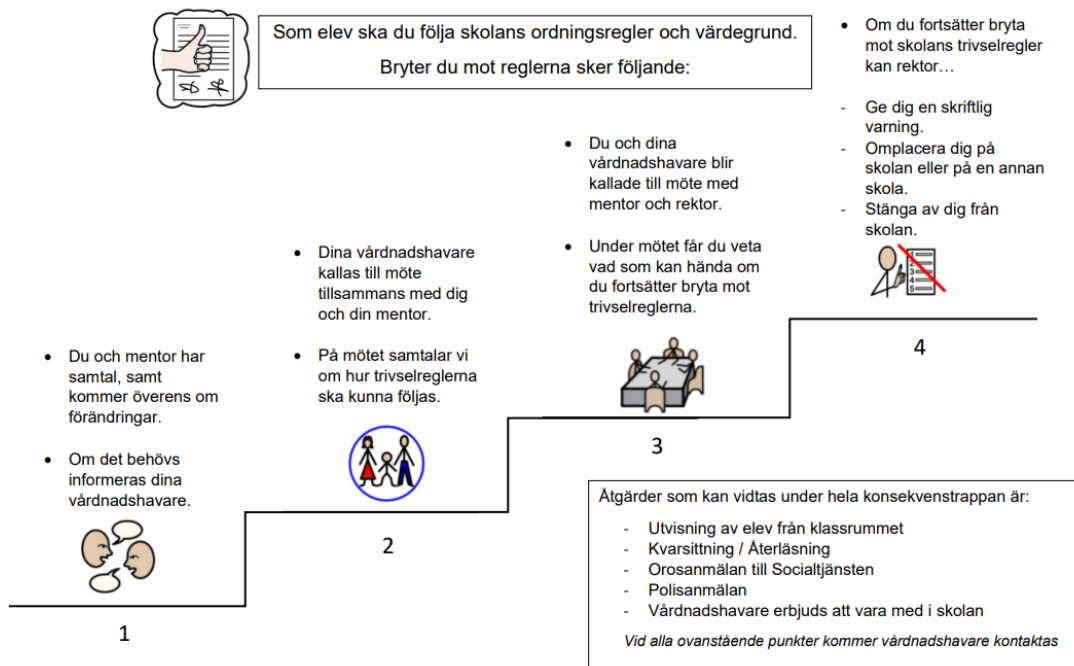 Som elev ska du följa skolans ordningsregler och värdegrund.
Bryter du mot reglerna sker följande:
• Du och mentor har
samtal, samt
kommer överens om
förändringar.
• Om det behövs
informeras dina
vårdnadshavare.
1
• Dina vårdnadshavare
kallas till möte
tillsammans med dig
och din mentor.
• På mötet samtalar vi
om hur trivselreglerna
ska kunna följas.
2
• Du och dina
vårdnadshavare blir
kallade till möte med
mentor och rektor.
• Under mötet får du veta
vad som kan hända om
du fortsätter bryta mot
trivselreglerna.
3
• Om du fortsätter bryta
mot skolans trivselregler
kan rektor…
- Ge dig en skriftlig
varning.
- Omplacera dig på
skolan eller på en annan
skola.
- Stänga av dig från
skolan.
1
2
3
4
5
4
Åtgärder som kan vidtas under hela konsekvenstrappan är:
- Utvisning av elev från klassrummet
- Kvarsittning / Återläsning
- Orosanmälan till Socialtjänsten
- Polisanmälan
- Vårdnadshavare erbjuds att vara med i skolan
Vid alla ovanstående punkter kommer vårdnadshavare kontaktas